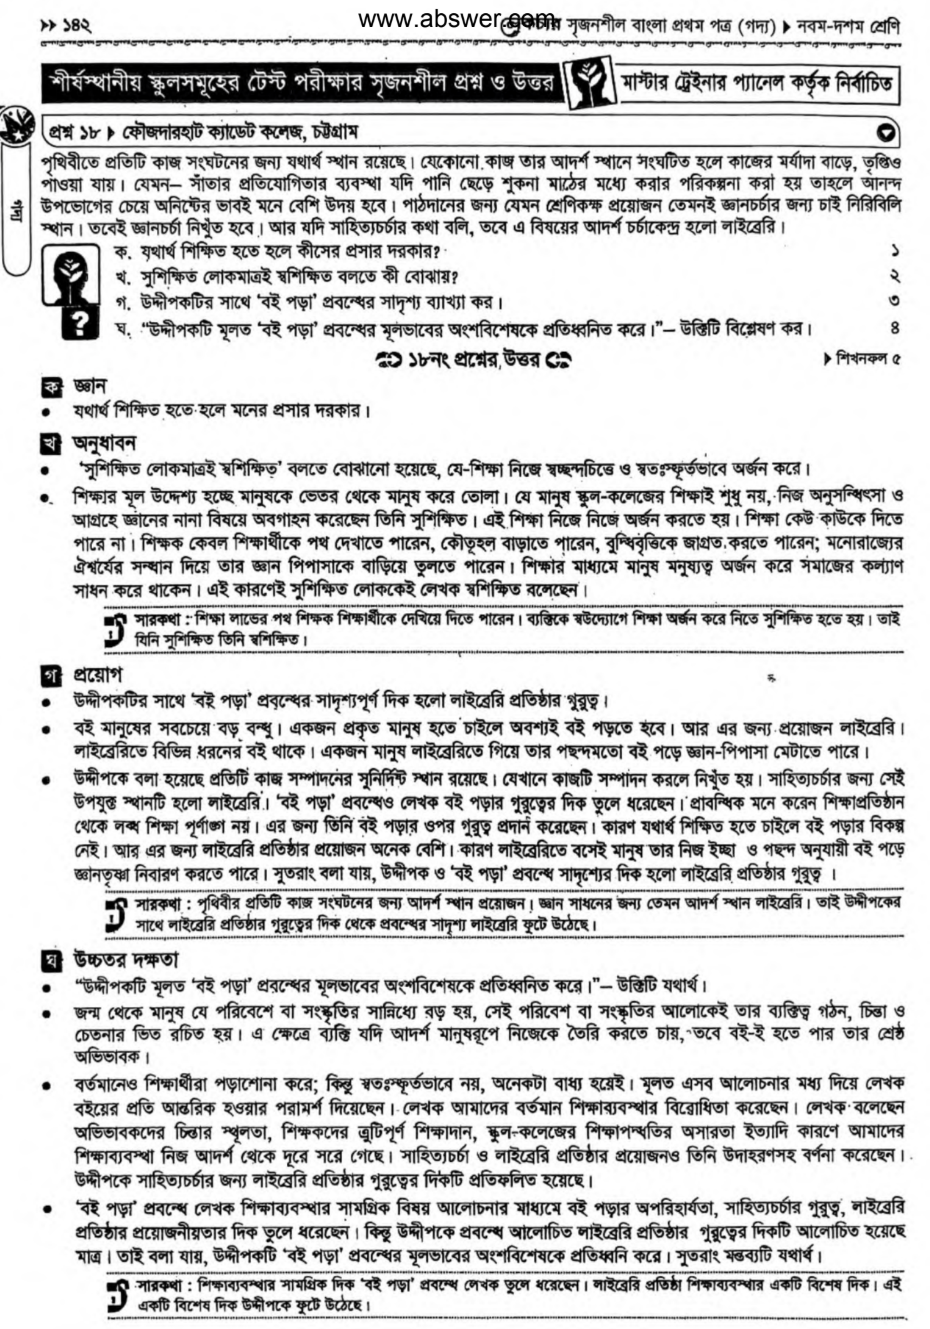 www.abswer.com
>> ১৪২
সৃজনশীল বাংলা প্রথম পত্র (গদ্য) ▶ নবম-দশম শ্রেণি
শীর্ষস্থানীয় স্কুলসমূহের টেস্ট পরীক্ষার সৃজনশীল প্রশ্ন ও উত্তর
মাস্টার ট্রেইনার প্যানেল কর্তৃক নির্বাচিত
প্রশ্ন ১৮ ▶ ফৌজদারহাট ক্যাডেট কলেজ, চট্টগ্রাম
গদ্য
পৃথিবীতে প্রতিটি কাজ সংঘটনের জন্য যথার্থ স্থান রয়েছে। যেকোনো কাজ তার আদর্শ স্থানে সংঘটিত হলে কাজের মর্যাদা বাড়ে, তৃপ্তিও
পাওয়া যায়। যেমন– সাঁতার প্রতিযোগিতার ব্যবস্থা যদি পানি ছেড়ে শুকনা মাঠের মধ্যে করার পরিকল্পনা করা হয় তাহলে আনন্দ
উপভোগের চেয়ে অনিষ্টের ভাবই মনে বেশি উদয় হবে। পাঠদানের জন্য যেমন শ্রেণিকক্ষ প্রয়োজন তেমনই জ্ঞানচর্চার জন্য চাই নিরিবিলি
স্থান। তবেই জ্ঞানচর্চা নিখুঁত হবে। আর যদি সাহিত্যচর্চার কথা বলি, তবে এ বিষয়ের আদর্শ চর্চাকেন্দ্র হলো লাইব্রেরি।
ক. যথার্থ শিক্ষিত হতে হলে কীসের প্রসার দরকার? ১
খ. সুশিক্ষিত লোকমাত্রই স্বশিক্ষিত বলতে কী বোঝায়? ২
গ. উদ্দীপকটির সাথে ‘বই পড়া’ প্রবন্ধের সাদৃশ্য ব্যাখ্যা কর। ৩
ঘ. “উদ্দীপকটি মূলত ‘বই পড়া’ প্রবন্ধের মূলভাবের অংশবিশেষকে প্রতিধ্বনিত করে।”– উক্তিটি বিশ্লেষণ কর। ৪
১৮নং প্রশ্নের উত্তর
▶ শিখনফল ৫
ক জ্ঞান
● যথার্থ শিক্ষিত হতে হলে মনের প্রসার দরকার।
খ অনুধাবন
● ‘সুশিক্ষিত লোকমাত্রই স্বশিক্ষিত’ বলতে বোঝানো হয়েছে, যে-শিক্ষা নিজে স্বচ্ছন্দচিত্তে ও স্বতঃস্ফূর্তভাবে অর্জন করে।
● শিক্ষার মূল উদ্দেশ্য হচ্ছে মানুষকে ভেতর থেকে মানুষ করে তোলা। যে মানুষ স্কুল-কলেজের শিক্ষাই শুধু নয়, নিজ অনুসন্ধিৎসা ও
আগ্রহে জ্ঞানের নানা বিষয়ে অবগাহন করেছেন তিনি সুশিক্ষিত। এই শিক্ষা নিজে নিজে অর্জন করতে হয়। শিক্ষা কেউ কাউকে দিতে
পারে না। শিক্ষক কেবল শিক্ষার্থীকে পথ দেখাতে পারেন, কৌতূহল বাড়াতে পারেন, বুদ্ধিবৃত্তিকে জাগ্রত করতে পারেন; মনোরাজ্যের
ঐশ্বর্যের সন্ধান দিয়ে তার জ্ঞান পিপাসাকে বাড়িয়ে তুলতে পারেন। শিক্ষার মাধ্যমে মানুষ মনুষ্যত্ব অর্জন করে সমাজের কল্যাণ
সাধন করে থাকেন। এই কারণেই সুশিক্ষিত লোককেই লেখক স্বশিক্ষিত বলেছেন।
সারকথা : শিক্ষা লাভের পথ শিক্ষক শিক্ষার্থীকে দেখিয়ে দিতে পারেন। ব্যক্তিকে স্বউদ্যোগে শিক্ষা অর্জন করে নিতে সুশিক্ষিত হতে হয়। তাই
যিনি সুশিক্ষিত তিনি স্বশিক্ষিত।
গ প্রয়োগ
● উদ্দীপকটির সাথে ‘বই পড়া’ প্রবন্ধের সাদৃশ্যপূর্ণ দিক হলো লাইব্রেরি প্রতিষ্ঠার গুরুত্ব।
● বই মানুষের সবচেয়ে বড় বন্ধু। একজন প্রকৃত মানুষ হতে চাইলে অবশ্যই বই পড়তে হবে। আর এর জন্য প্রয়োজন লাইব্রেরি।
লাইব্রেরিতে বিভিন্ন ধরনের বই থাকে। একজন মানুষ লাইব্রেরিতে গিয়ে তার পছন্দমতো বই পড়ে জ্ঞান-পিপাসা মেটাতে পারে।
● উদ্দীপকে বলা হয়েছে প্রতিটি কাজ সম্পাদনের সুনির্দিষ্ট স্থান রয়েছে। যেখানে কাজটি সম্পাদন করলে নিখুঁত হয়। সাহিত্যচর্চার জন্য সেই
উপযুক্ত স্থানটি হলো লাইব্রেরি। ‘বই পড়া’ প্রবন্ধেও লেখক বই পড়ার গুরুত্বের দিক তুলে ধরেছেন। প্রাবন্ধিক মনে করেন শিক্ষাপ্রতিষ্ঠান
থেকে লব্ধ শিক্ষা পূর্ণাঙ্গ নয়। এর জন্য তিনি বই পড়ার ওপর গুরুত্ব প্রদান করেছেন। কারণ যথার্থ শিক্ষিত হতে চাইলে বই পড়ার বিকল্প
নেই। আর এর জন্য লাইব্রেরি প্রতিষ্ঠার প্রয়োজন অনেক বেশি। কারণ লাইব্রেরিতে বসেই মানুষ তার নিজ ইচ্ছা ও পছন্দ অনুযায়ী বই পড়ে
জ্ঞানতৃষ্ণা নিবারণ করতে পারে। সুতরাং বলা যায়, উদ্দীপক ও ‘বই পড়া’ প্রবন্ধে সাদৃশ্যের দিক হলো লাইব্রেরি প্রতিষ্ঠার গুরুত্ব ।
সারকথা : পৃথিবীর প্রতিটি কাজ সংঘটনের জন্য আদর্শ স্থান প্রয়োজন। জ্ঞান সাধনের জন্য তেমন আদর্শ স্থান লাইব্রেরি। তাই উদ্দীপকের
সাথে লাইব্রেরি প্রতিষ্ঠার গুরুত্বের দিক থেকে প্রবন্ধের সাদৃশ্য লাইব্রেরি ফুটে উঠেছে।
ঘ উচ্চতর দক্ষতা
● “উদ্দীপকটি মূলত ‘বই পড়া’ প্রবন্ধের মূলভাবের অংশবিশেষকে প্রতিধ্বনিত করে।”– উক্তিটি যথার্থ।
● জন্ম থেকে মানুষ যে পরিবেশে বা সংস্কৃতির সান্নিধ্যে বড় হয়, সেই পরিবেশ বা সংস্কৃতির আলোকেই তার ব্যক্তিত্ব গঠন, চিন্তা ও
চেতনার ভিত রচিত হয়। এ ক্ষেত্রে ব্যক্তি যদি আদর্শ মানুষরূপে নিজেকে তৈরি করতে চায়, তবে বই-ই হতে পার তার শ্রেষ্ঠ
অভিভাবক।
● বর্তমানেও শিক্ষার্থীরা পড়াশোনা করে; কিন্তু স্বতঃস্ফূর্তভাবে নয়, অনেকটা বাধ্য হয়েই। মূলত এসব আলোচনার মধ্য দিয়ে লেখক
বইয়ের প্রতি আন্তরিক হওয়ার পরামর্শ দিয়েছেন। লেখক আমাদের বর্তমান শিক্ষাব্যবস্থার বিরোধিতা করেছেন। লেখক বলেছেন
অভিভাবকদের চিন্তার স্থূলতা, শিক্ষকদের ত্রুটিপূর্ণ শিক্ষাদান, স্কুল-কলেজের শিক্ষাপদ্ধতির অসারতা ইত্যাদি কারণে আমাদের
শিক্ষাব্যবস্থা নিজ আদর্শ থেকে দূরে সরে গেছে। সাহিত্যচর্চা ও লাইব্রেরি প্রতিষ্ঠার প্রয়োজনও তিনি উদাহরণসহ বর্ণনা করেছেন।
উদ্দীপকে সাহিত্যচর্চার জন্য লাইব্রেরি প্রতিষ্ঠার গুরুত্বের দিকটি প্রতিফলিত হয়েছে।
● ‘বই পড়া’ প্রবন্ধে লেখক শিক্ষাব্যবস্থার সামগ্রিক বিষয় আলোচনার মাধ্যমে বই পড়ার অপরিহার্যতা, সাহিত্যচর্চার গুরুত্ব, লাইব্রেরি
প্রতিষ্ঠার প্রয়োজনীয়তার দিক তুলে ধরেছেন। কিন্তু উদ্দীপকে প্রবন্ধে আলোচিত লাইব্রেরি প্রতিষ্ঠার গুরুত্বের দিকটি আলোচিত হয়েছে
মাত্র। তাই বলা যায়, উদ্দীপকটি ‘বই পড়া’ প্রবন্ধের মূলভাবের অংশবিশেষকে প্রতিধ্বনি করে। সুতরাং মন্তব্যটি যথার্থ।
সারকথা : শিক্ষাব্যবস্থার সামগ্রিক দিক ‘বই পড়া’ প্রবন্ধে লেখক তুলে ধরেছেন। লাইব্রেরি প্রতিষ্ঠা শিক্ষাব্যবস্থার একটি বিশেষ দিক। এই
একটি বিশেষ দিক উদ্দীপকে ফুটে উঠেছে।